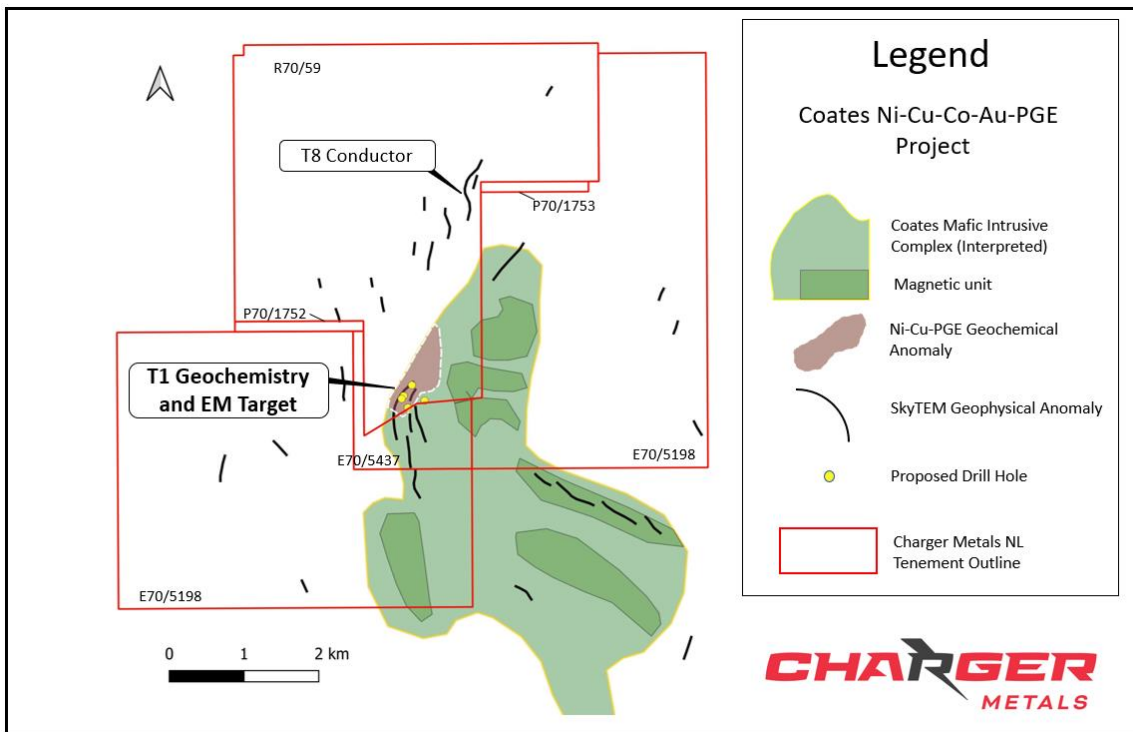 R70/59
T8 Conductor
P70/1753
P70/1752
T1 Geochemistry
and EM Target
E70/5437
E70/5198
E70/5198
0 1 2 km
Legend
Coates Ni-Cu-Co-Au-PGE
Project
Coates Mafic Intrusive
Complex (Interpreted)
Magnetic unit
Ni-Cu-PGE Geochemical
Anomaly
SkyTEM Geophysical Anomaly
Proposed Drill Hole
Charger Metals NL
Tenement Outline
CHARGER
METALS